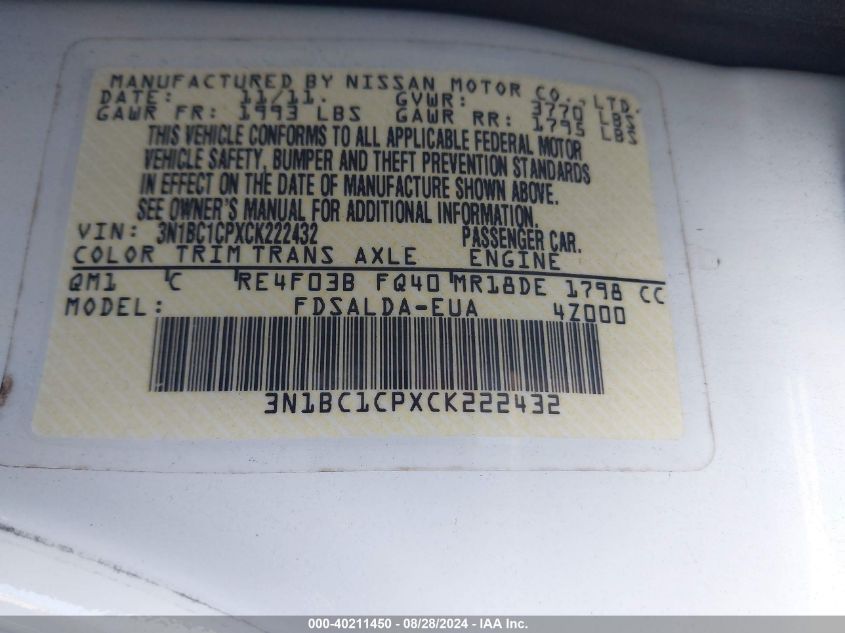 MANUFACTURED BY NISSAN MOTOR CO., LTD.
DATE: 11/11. GVWR: 3770 LBS
GAWR FR: 1993 LBS GAWR RR: 1795 LBS
THIS VEHICLE CONFORMS TO ALL APPLICABLE FEDERAL MOTOR
VEHICLE SAFETY, BUMPER AND THEFT PREVENTION STANDARDS
IN EFFECT ON THE DATE OF MANUFACTURE SHOWN ABOVE.
SEE OWNER'S MANUAL FOR ADDITIONAL INFORMATION.
VIN: 3N1BC1CPXCK222432 PASSENGER CAR.
COLOR TRIM TRANS AXLE ENGINE
QM1 C RE4F03B FQ40 MR18DE 1798 CC
MODEL: FDSALDA-EUA 4Z000
3N1BC1CPXCK222432
000-40211450 - 08/28/2024 - IAA Inc.